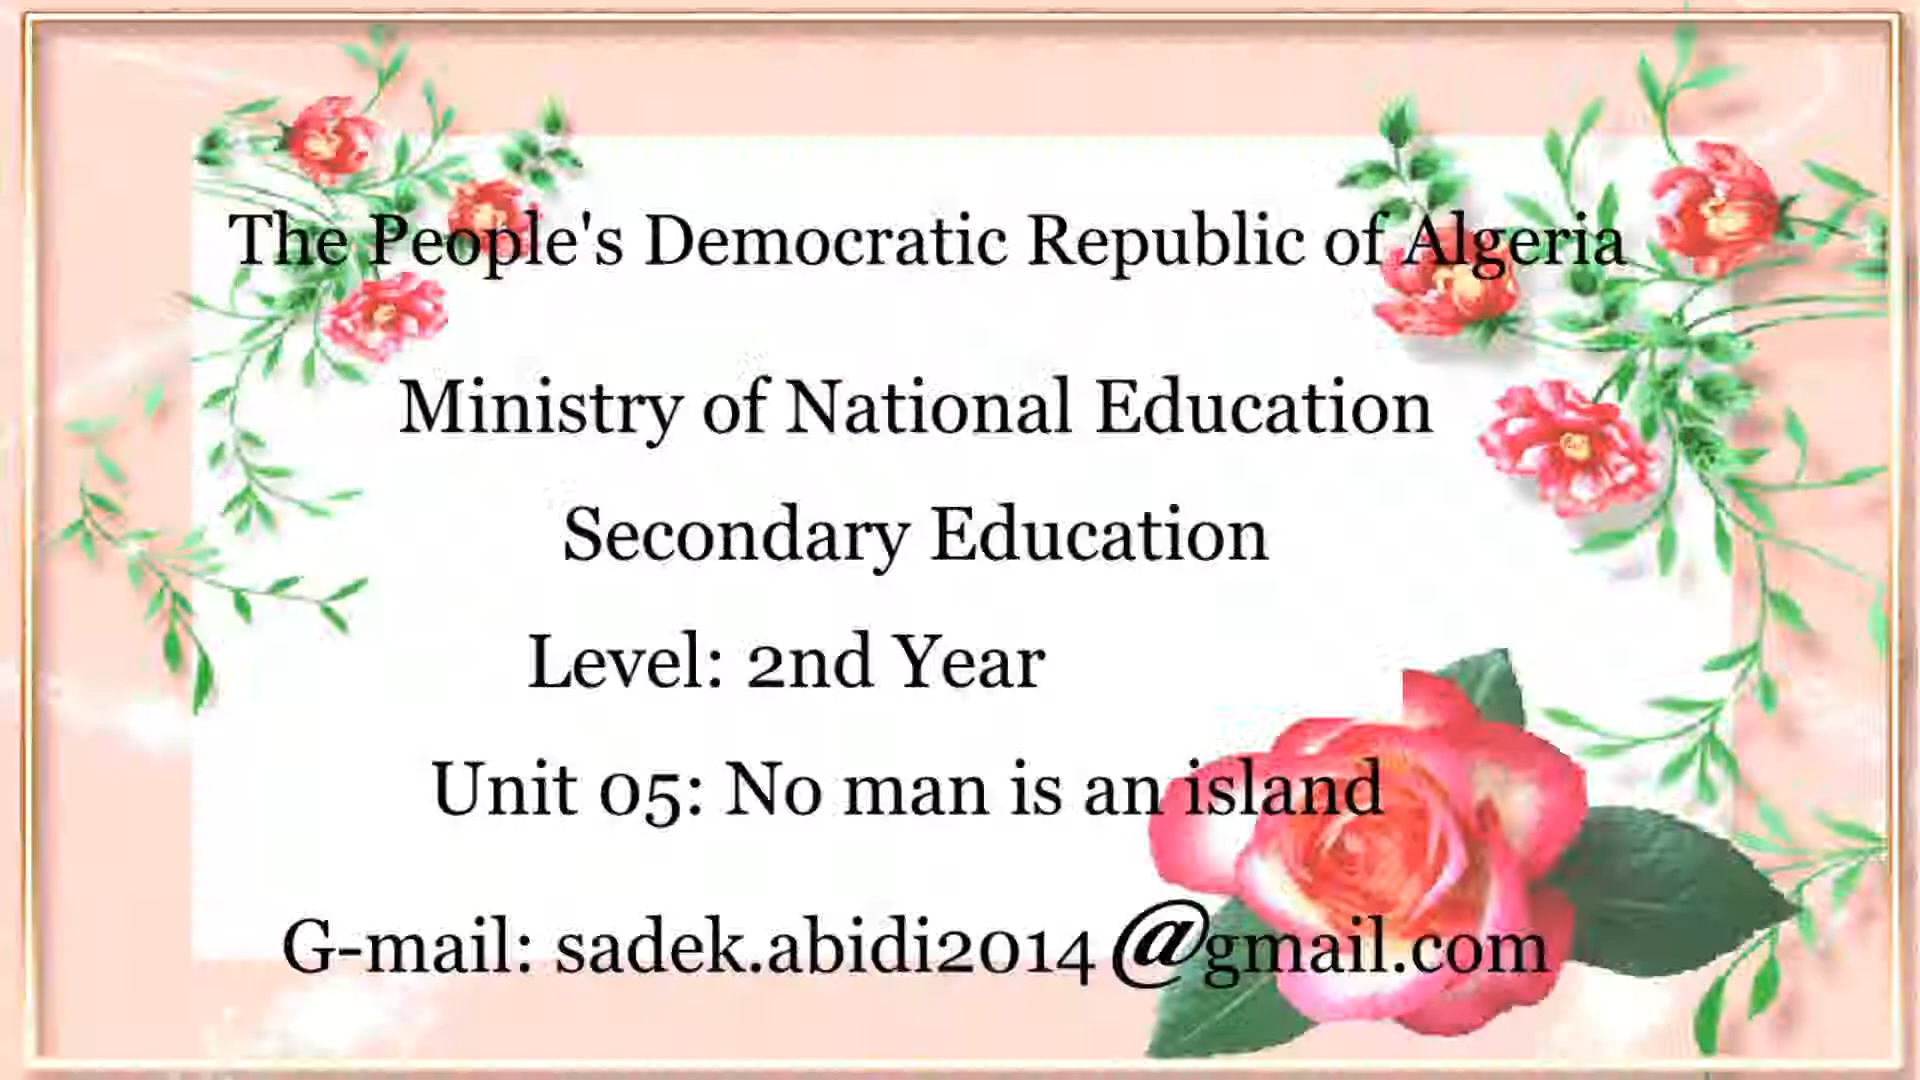 The People's Democratic Republic of Algeria
Ministry of National Education
Secondary Education
Level: 2nd Year
Unit 05: No man is an island
G-mail: sadek.abidi2014@gmail.com